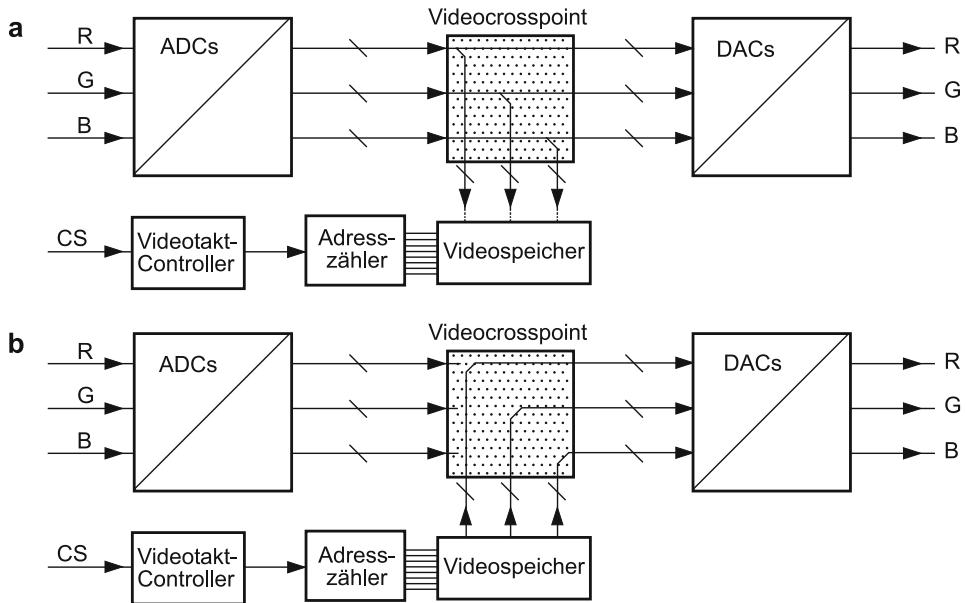 a
Videocrosspoint
R
ADCs
DACs
R
G
G
B
B
CS
Videotakt-
Controller
Adress-
zähler
Videospeicher
b
Videocrosspoint
R
ADCs
DACs
R
G
G
B
B
CS
Videotakt-
Controller
Adress-
zähler
Videospeicher